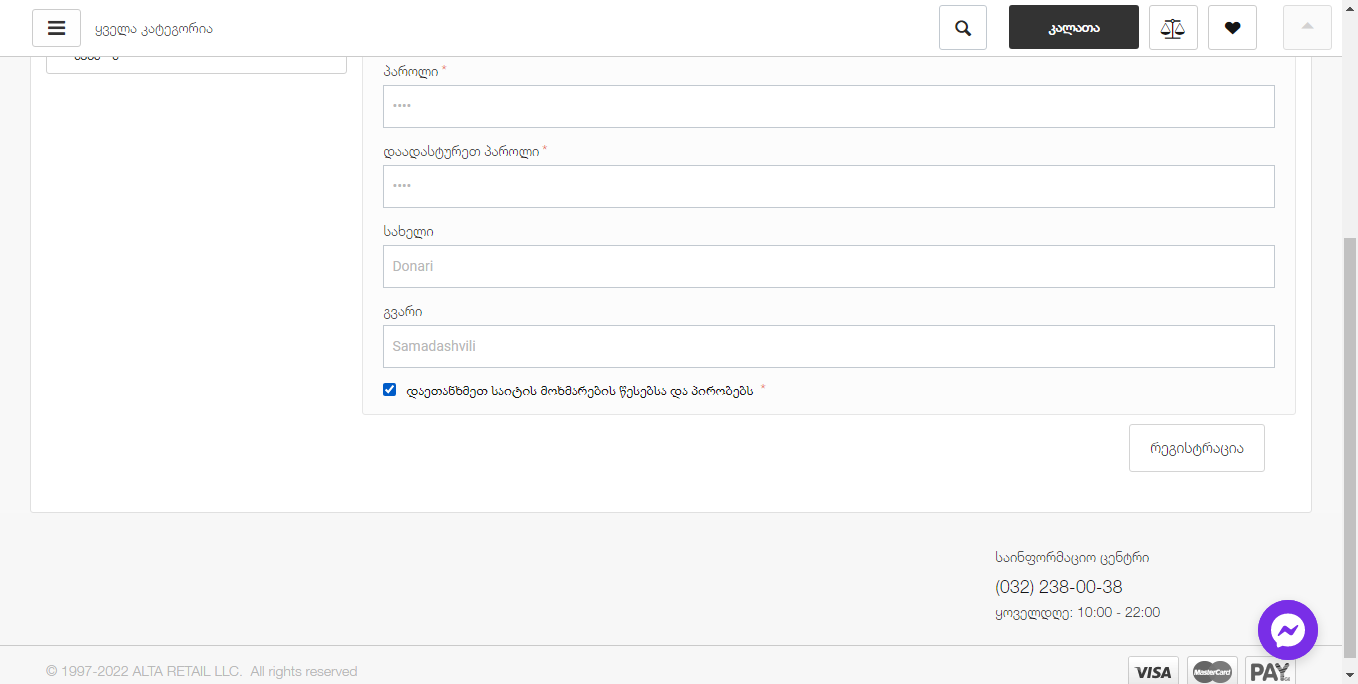 ყველა კატეგორია
კალათა
პაროლი *
••••
დაადასტურეთ პაროლი *
••••
სახელი
Donari
გვარი
Samadashvili
დაეთანხმეთ საიტის მოხმარების წესებსა და პირობებს *
რეგისტრაცია
საინფორმაციო ცენტრი
(032) 238-00-38
ყოველდღე: 10:00 - 22:00
© 1997-2022 ALTA RETAIL LLC. All rights reserved
VISA MasterCard PAY